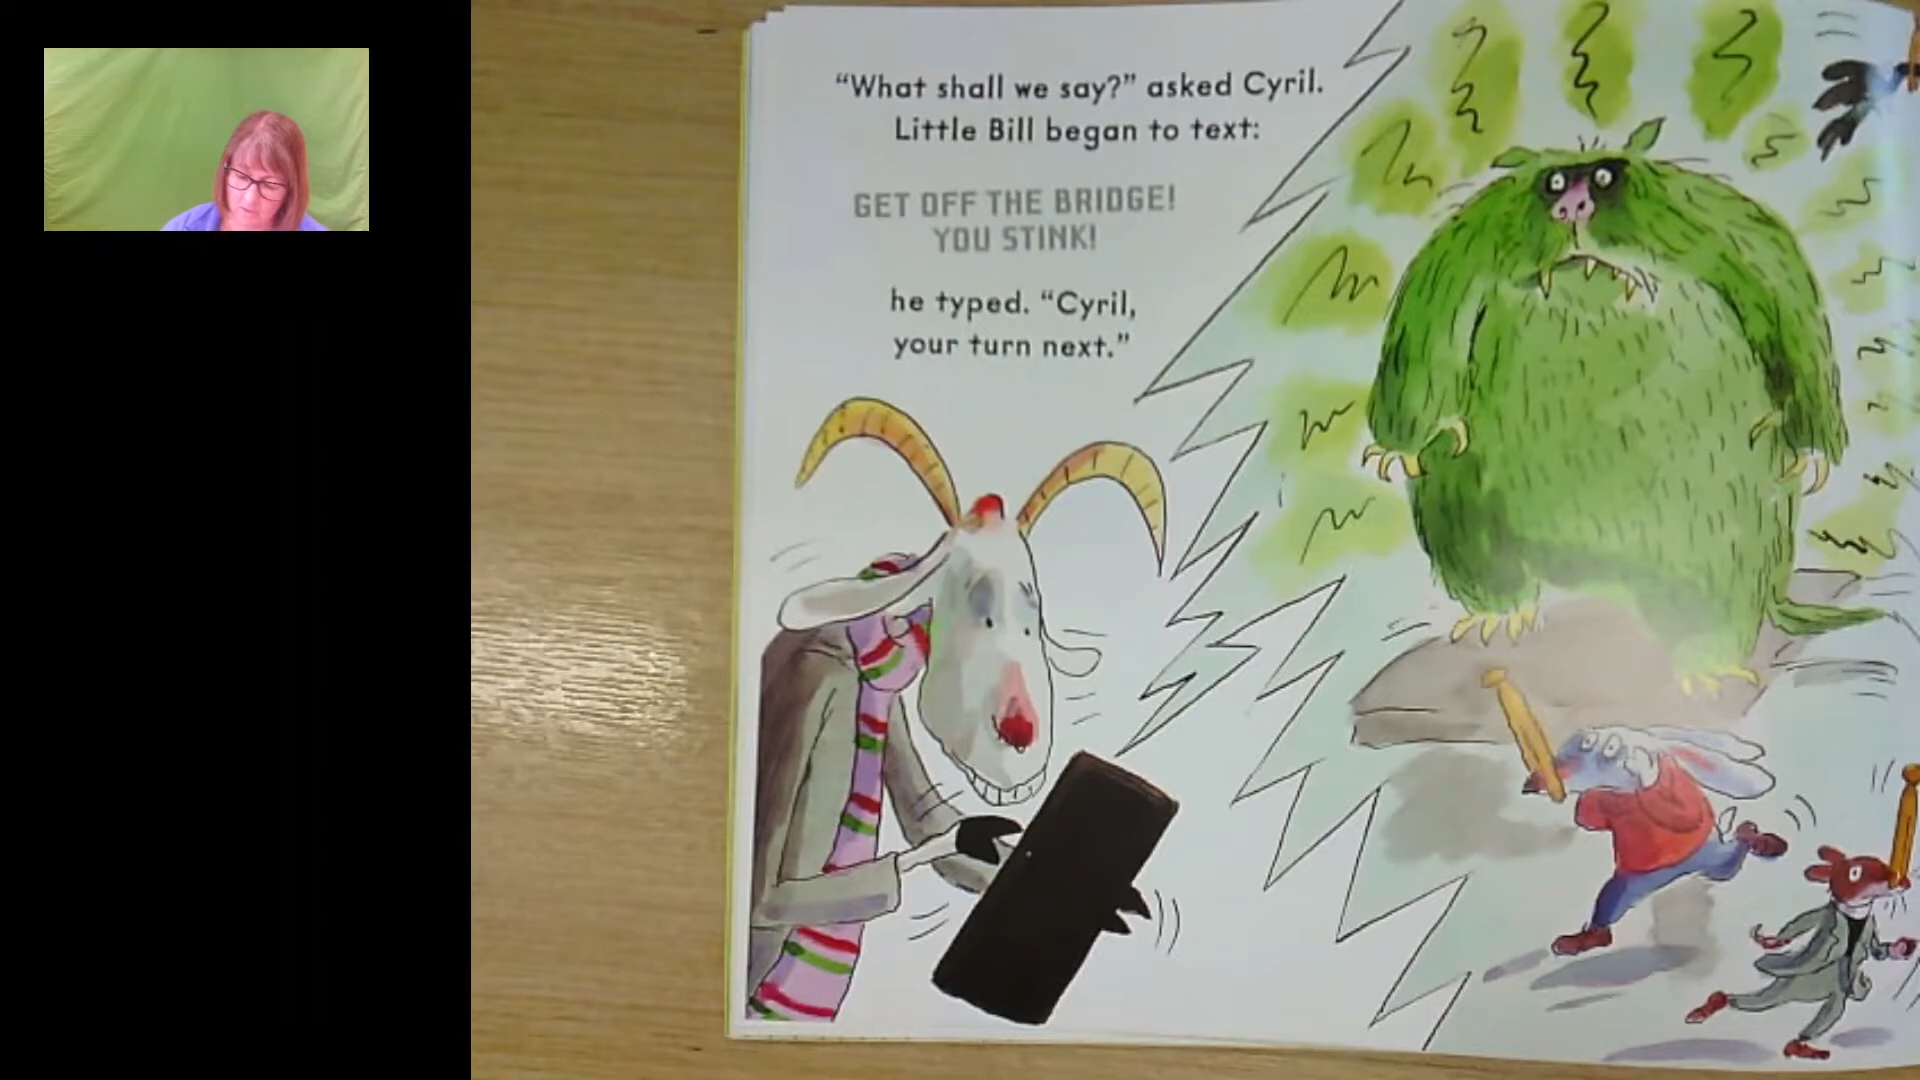 “What shall we say?” asked Cyril.
Little Bill began to text:
GET OFF THE BRIDGE!
YOU STINK!
he typed. “Cyril,
your turn next.”